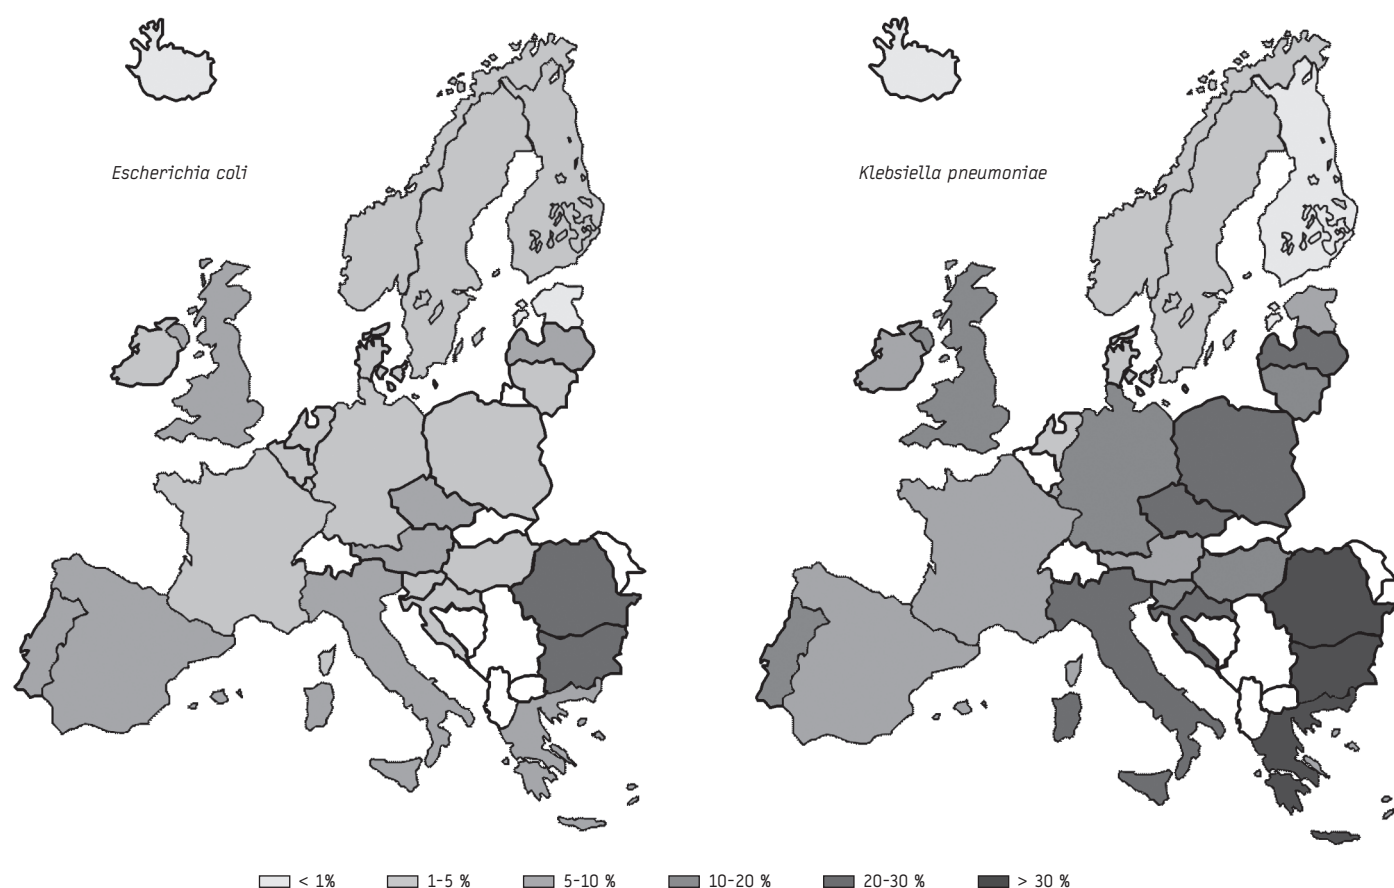 Escherichia coli
Klebsiella pneumoniae
< 1% 1-5 % 5-10 % 10-20 % 20-30 % > 30 %